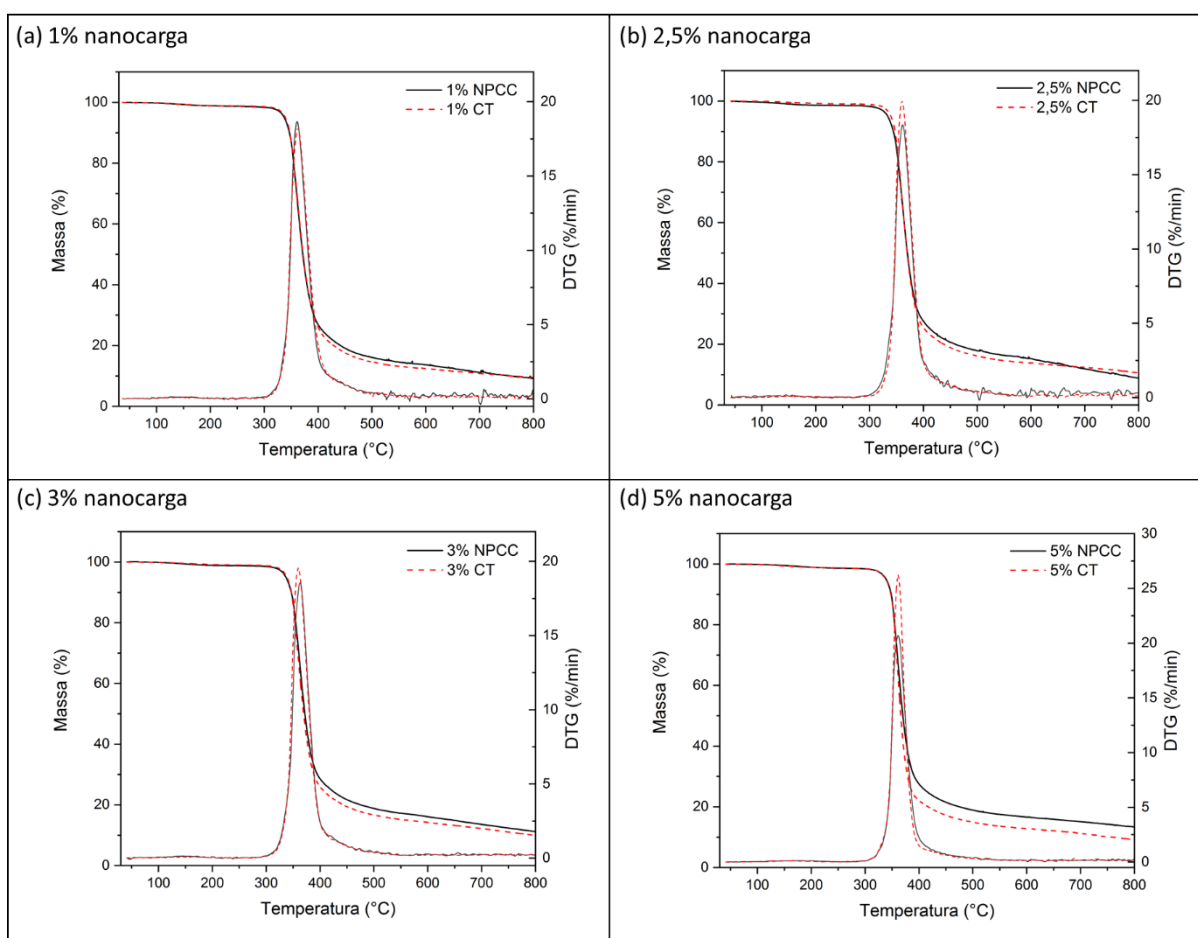 (a) 1% nanocarga
1% NPCC
1% CT
100
80
60
40
20
0
Massa (%)
20
15
10
5
0
DTG (%/min)
100 200 300 400 500 600 700 800
Temperatura (°C)
(b) 2,5% nanocarga
2,5% NPCC
2,5% CT
100
80
60
40
20
0
Massa (%)
20
15
10
5
0
DTG (%/min)
100 200 300 400 500 600 700 800
Temperatura (°C)
(c) 3% nanocarga
3% NPCC
3% CT
100
80
60
40
20
0
Massa (%)
20
15
10
5
0
DTG (%/min)
100 200 300 400 500 600 700 800
Temperatura (°C)
(d) 5% nanocarga
5% NPCC
5% CT
100
80
60
40
20
0
Massa (%)
30
25
20
15
10
5
0
DTG (%/min)
100 200 300 400 500 600 700 800
Temperatura (°C)